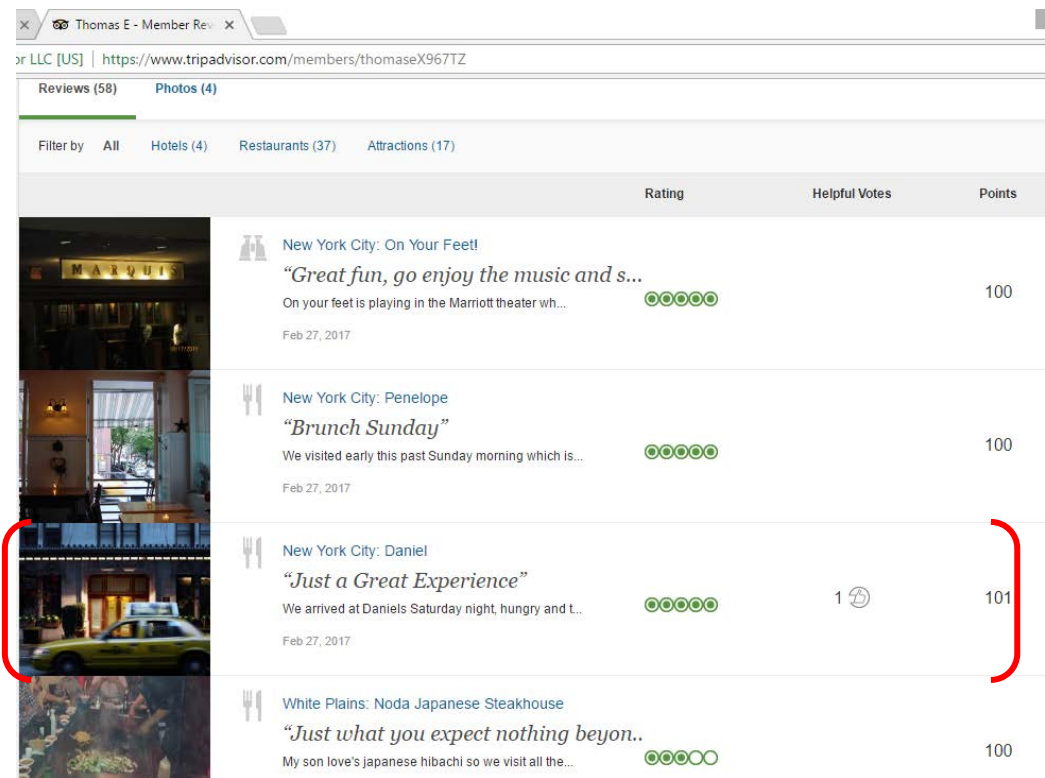 Thomas E - Member Rev
or LLC [US] | https://www.tripadvisor.com/members/thomaseX967TZ
Reviews (58) Photos (4)
Filter by All Hotels (4) Restaurants (37) Attractions (17)
Rating Helpful Votes Points
MARQUIS
New York City: On Your Feet!
“Great fun, go enjoy the music and s...
On your feet is playing in the Marriott theater wh...
100
Feb 27, 2017
New York City: Penelope
“Brunch Sunday”
We visited early this past Sunday morning which is...
100
Feb 27, 2017
New York City: Daniel
“Just a Great Experience”
We arrived at Daniels Saturday night, hungry and t...
1 101
Feb 27, 2017
White Plains: Noda Japanese Steakhouse
“Just what you expect nothing beyon..
My son love's japanese hibachi so we visit all the...
100